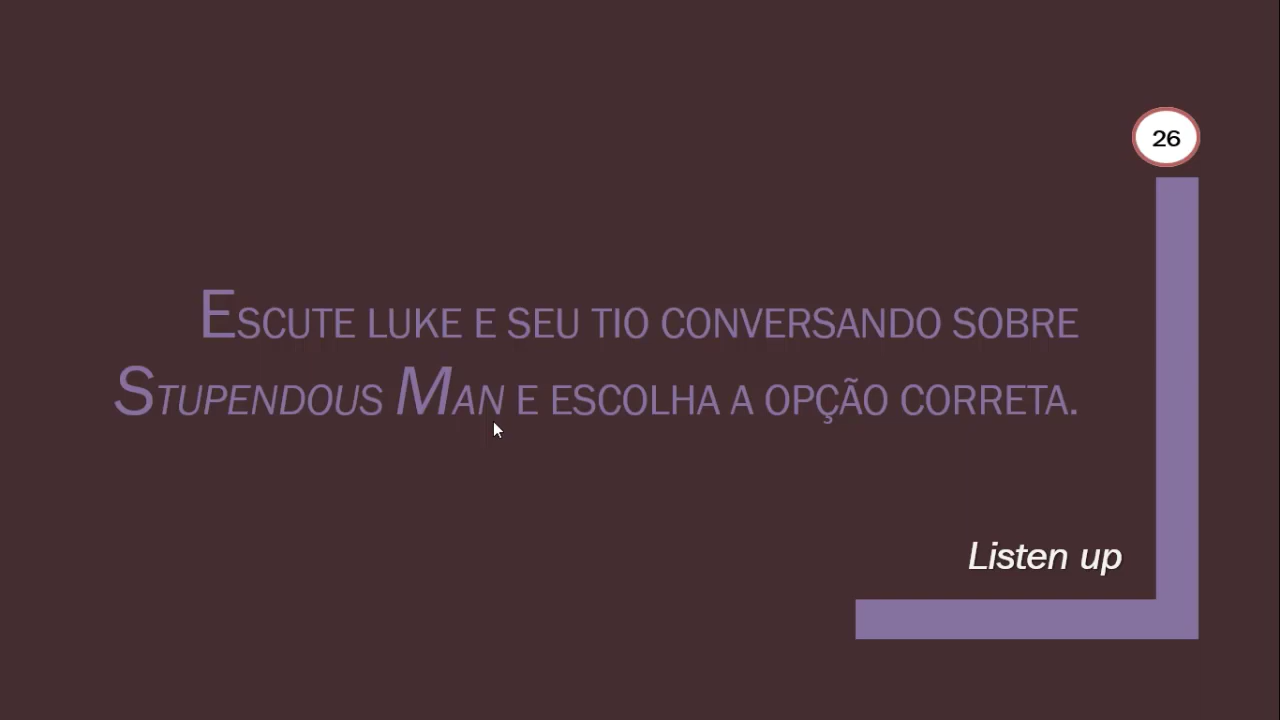 26
Escute luke e seu tio conversando sobre
Stupendous Man e escolha a opção correta.
Listen up